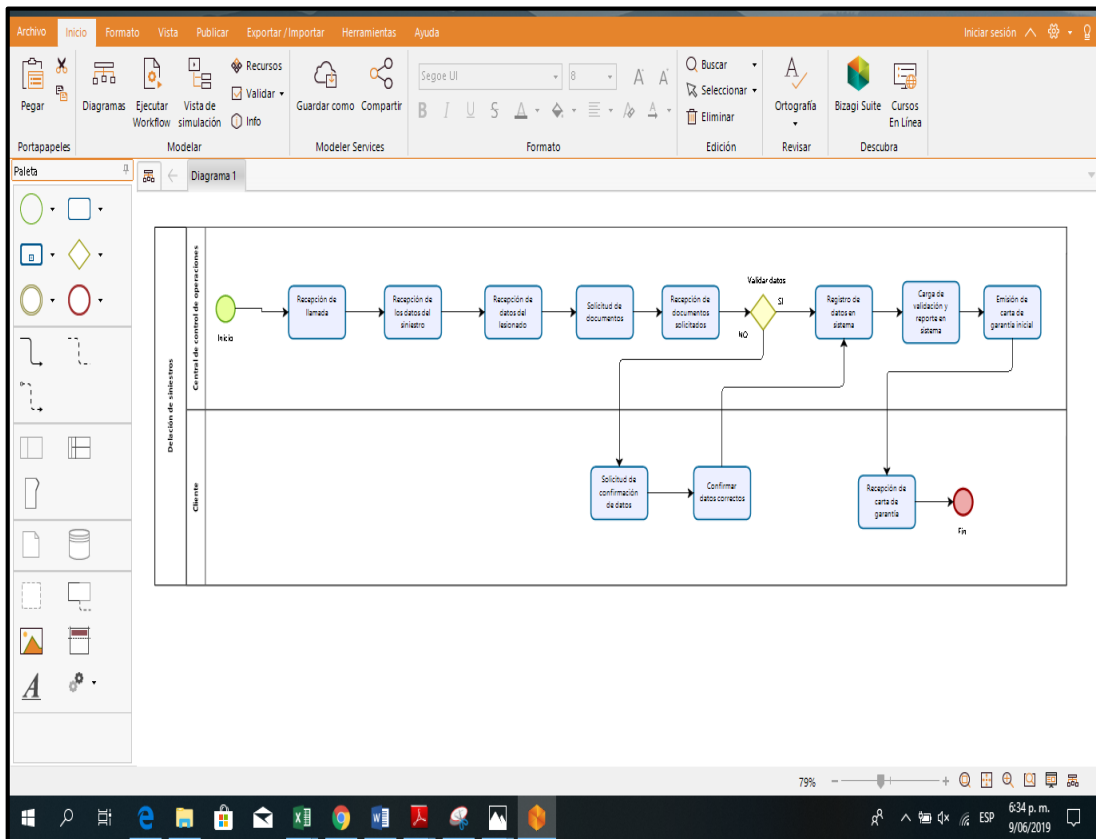 Archivo
Inicio
Formato
Vista
Publicar
Exportar / Importar
Herramientas
Ayuda
Iniciar sesión
Pegar
Diagramas
Ejecutar
Workflow
Vista de
simulación
Recursos
Validar
Info
Guardar como
Compartir
Segoe UI
8
A
A
B I U S A
A
Buscar
Seleccionar
Eliminar
Ortografía
Bizagi Suite
Cursos
En Línea
Portapapeles
Modelar
Modeler Services
Formato
Edición
Revisar
Descubra
Paleta
Diagrama 1
A
Delación de siniestros
Central de control de operaciones
Inicio
Recepción de
llamada
Recepción de
los datos del
siniestro
Recepción de
datos del
lesionado
Solicitud de
documentos
Recepción de
documentos
solicitados
Validar datos
SI
NO
Registro de
datos en
sistema
Carga de
validación y
reporte en
sistema
Emisión de
carta de
garantía inicial
Cliente
Solicitud de
confirmación
de datos
Confirmar
datos correctos
Recepción de
carta de
garantía
Fin
79%
ESP
6:34 p. m.
9/06/2019